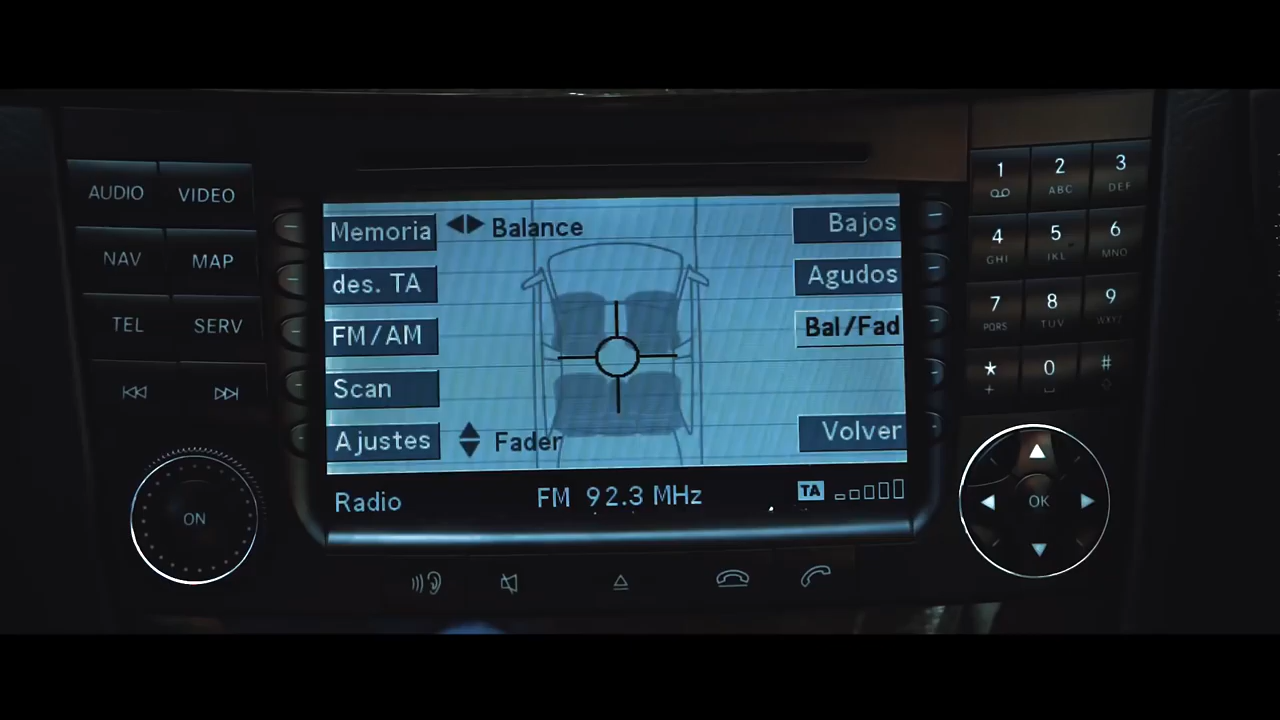 AUDIO VIDEO
NAV MAP
TEL SERV
ON
Memoria
des. TA
FM/AM
Scan
Ajustes
Balance
Fader
Bajos
Agudos
Bal/Fad
Volver
Radio FM 92.3 MHz TA
1 2 3
ABC DEF
4 5 6
GHI JKL MNO
7 8 9
PQRS TUV WXYZ
* 0 #
+
OK